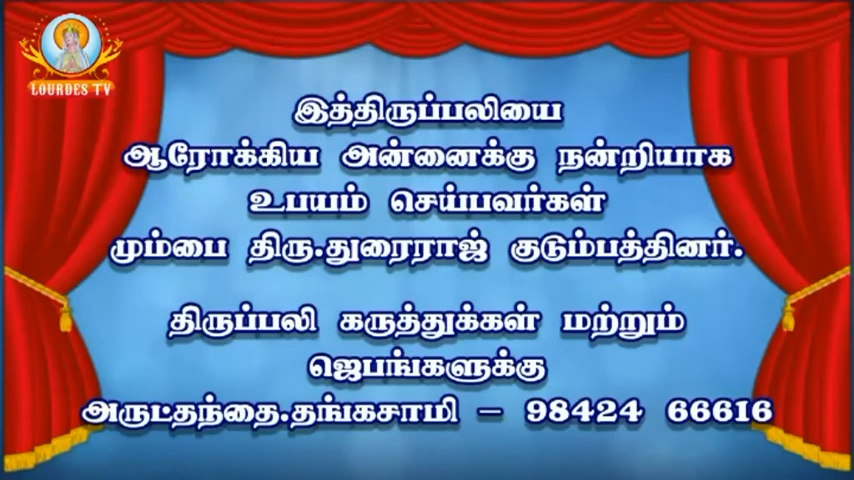 LOURDES TV
இத்திருப்பலியை
ஆரோக்கிய அன்னைக்கு நன்றியாக
உபயம் செய்பவர்கள்
மும்பை திரு.துரைராஜ் குடும்பத்தினர்.
திருப்பலி கருத்துக்கள் மற்றும்
ஜெபங்களுக்கு
அருட்தந்தை.தங்கசாமி – 98424 66616